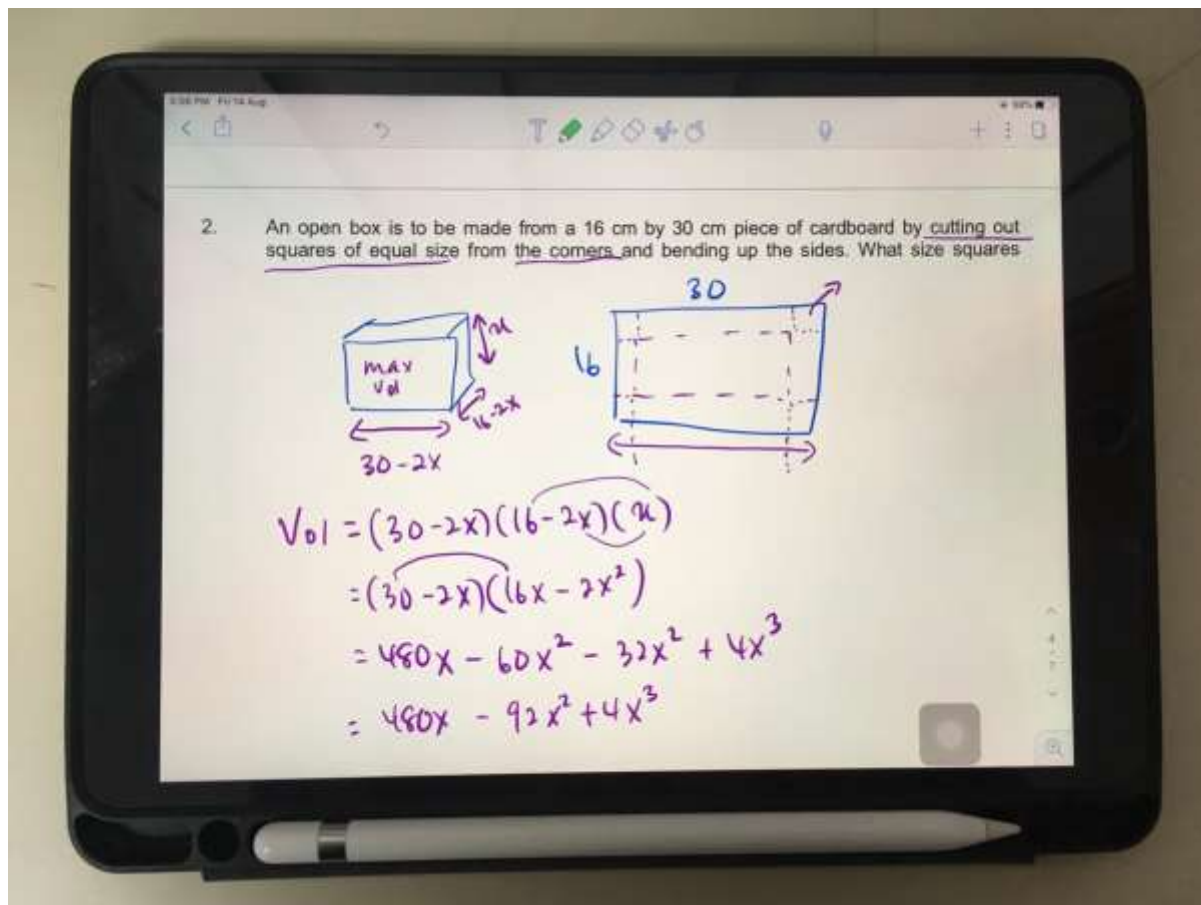 Fri 14 Aug
2. An open box is to be made from a 16 cm by 30 cm piece of cardboard by cutting out
squares of equal size from the corners and bending up the sides. What size squares
30
16
x
max
vol
16-2x
30-2x
Vol = (30-2x)(16-2x)(x)
=(30-2x)(16x-2x²)
= 480x - 60x² - 32x² + 4x³
= 480x - 92x² + 4x³